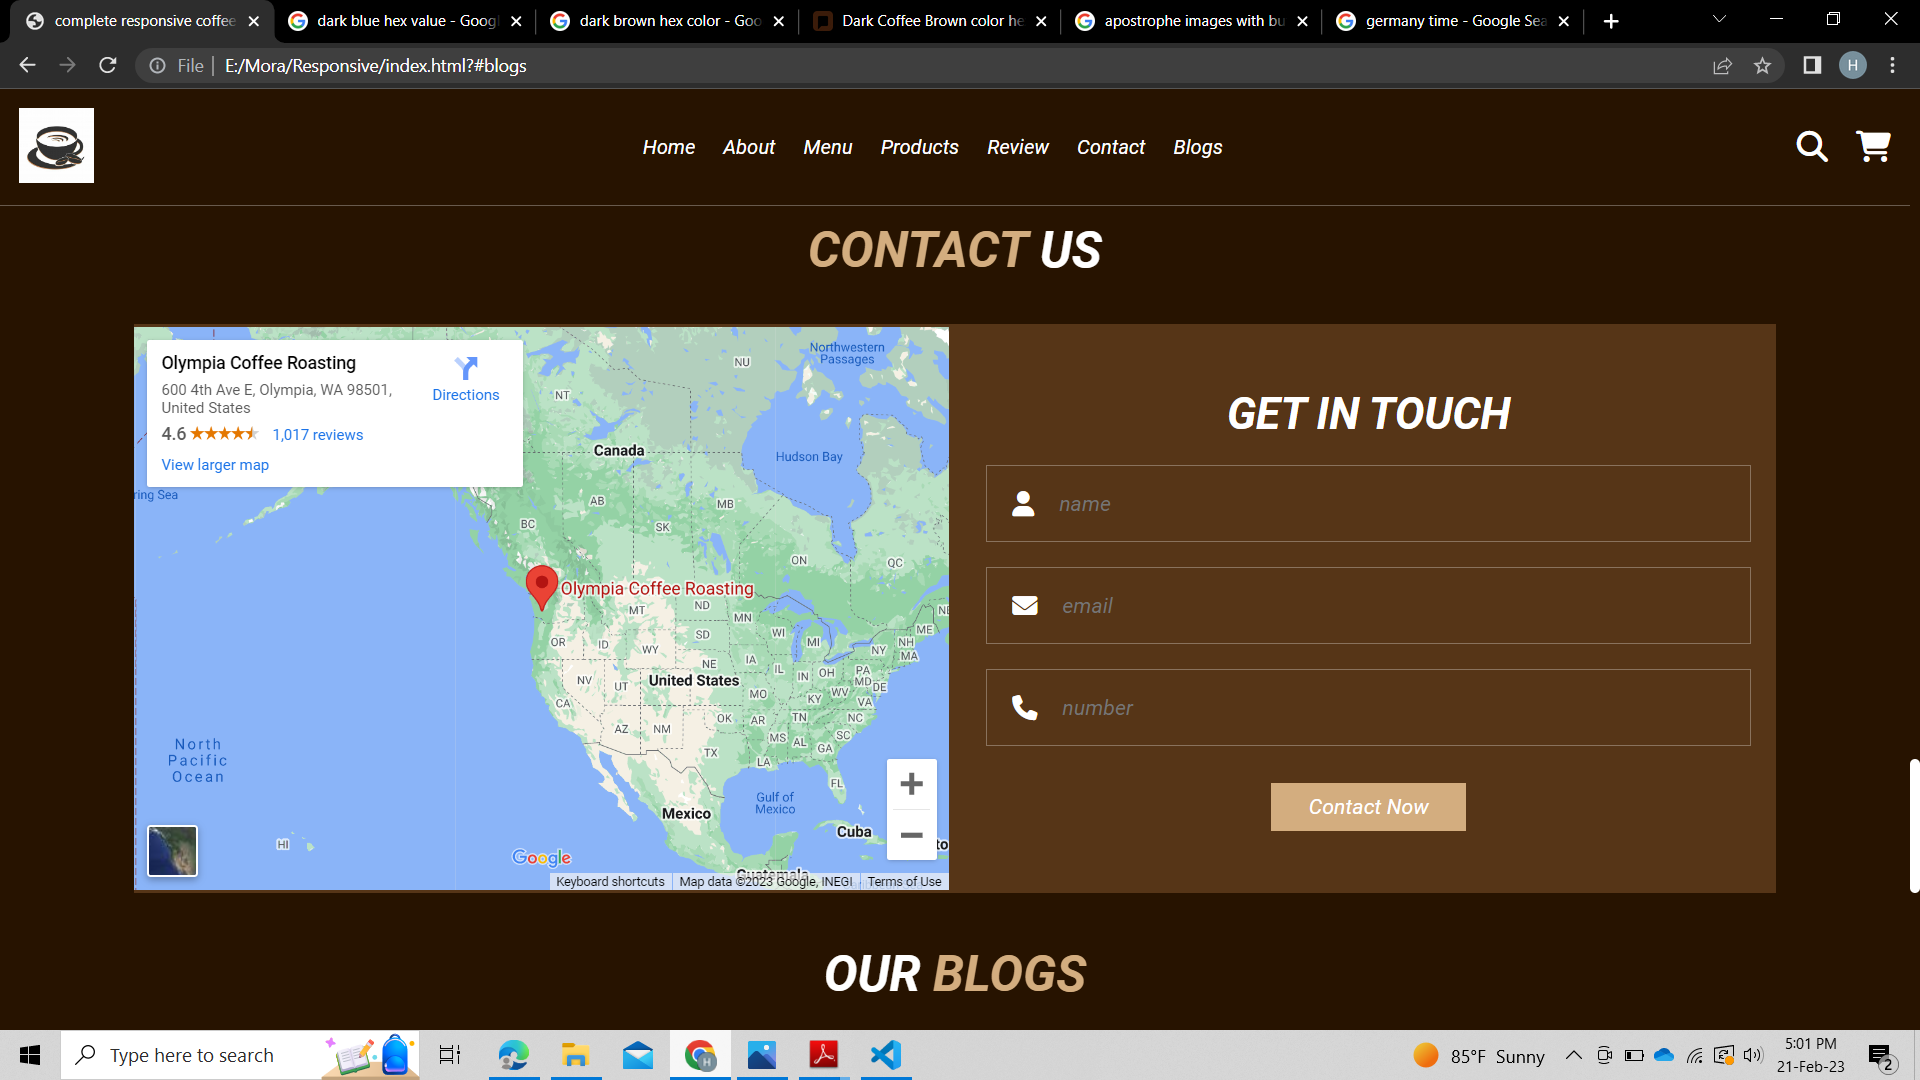 complete responsive coffee
dark blue hex value - Goog
dark brown hex color - Goo
Dark Coffee Brown color he
apostrophe images with bu
germany time - Google Sea
File E:/Mora/Responsive/index.html?#blogs
H
Home About Menu Products Review Contact Blogs
CONTACT US
Olympia Coffee Roasting
600 4th Ave E, Olympia, WA 98501,
United States
4.6 1,017 reviews
View larger map
Directions
Northwestern
Passages
NU
NT
Canada
Hudson Bay
ring Sea
AB
MB
BC
SK
ON
QC
Olympia Coffee Roasting
ND
MT
MN
NE
OR
ID
SD
WI
MI
ME
NH
NY
MA
WY
NE
IA
IL
IN
OH
PA
MD
DE
NV
UT
United States
MO
KY
WV
VA
CA
OK
AR
TN
NC
AZ
NM
MS
AL
GA
SC
TX
LA
FL
North
Pacific
Ocean
Gulf of
Mexico
Mexico
Cuba
to
HI
Google
Guatemala
Keyboard shortcuts Map data ©2023 Google, INEGI Terms of Use
GET IN TOUCH
name
email
number
Contact Now
OUR BLOGS
Type here to search
H
85°F Sunny
5:01 PM
21-Feb-23
2